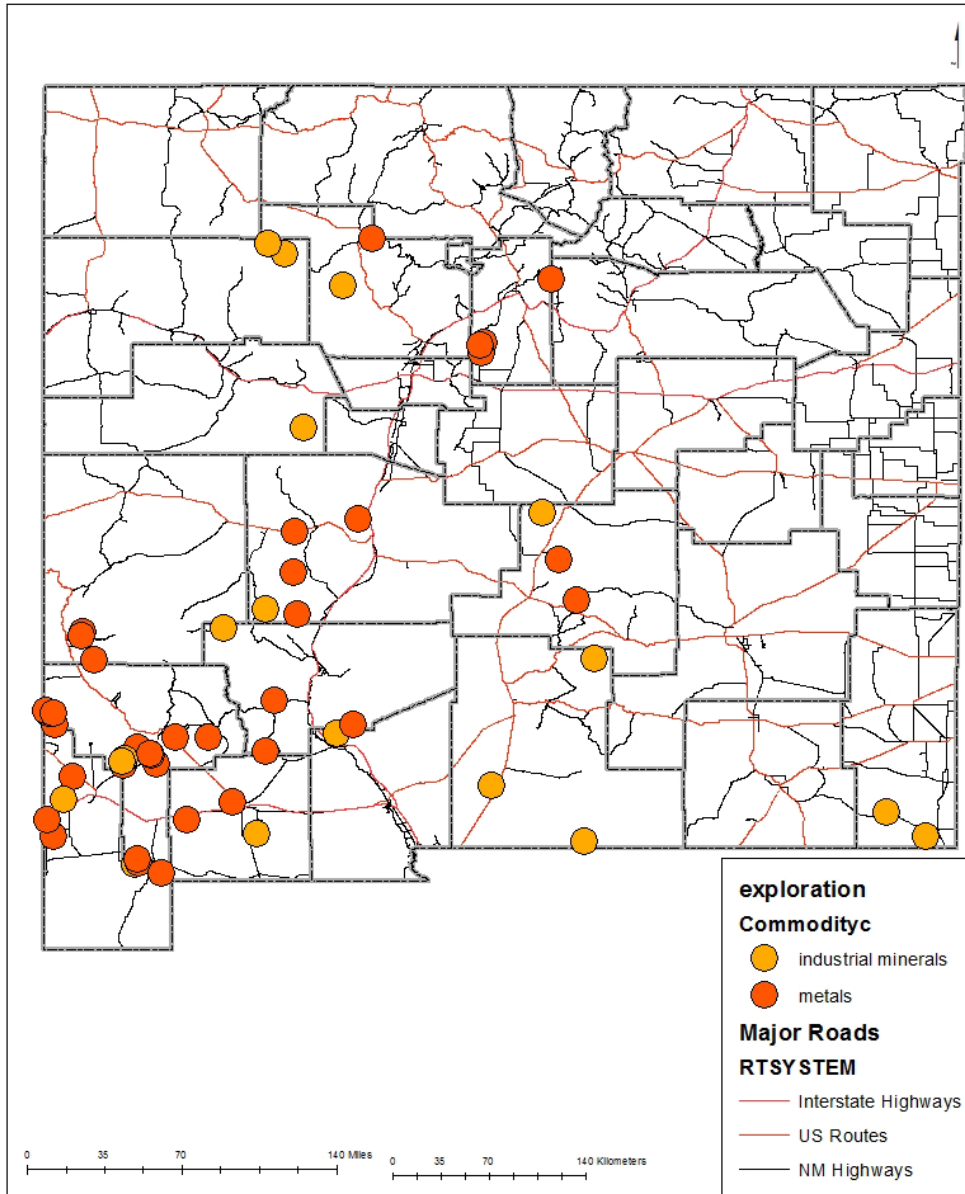 exploration
Commodityc
industrial minerals
metals
Major Roads
RTSYSTEM
Interstate Highways
US Routes
NM Highways
0 35 70 140 Miles
0 35 70 140 Kilometers